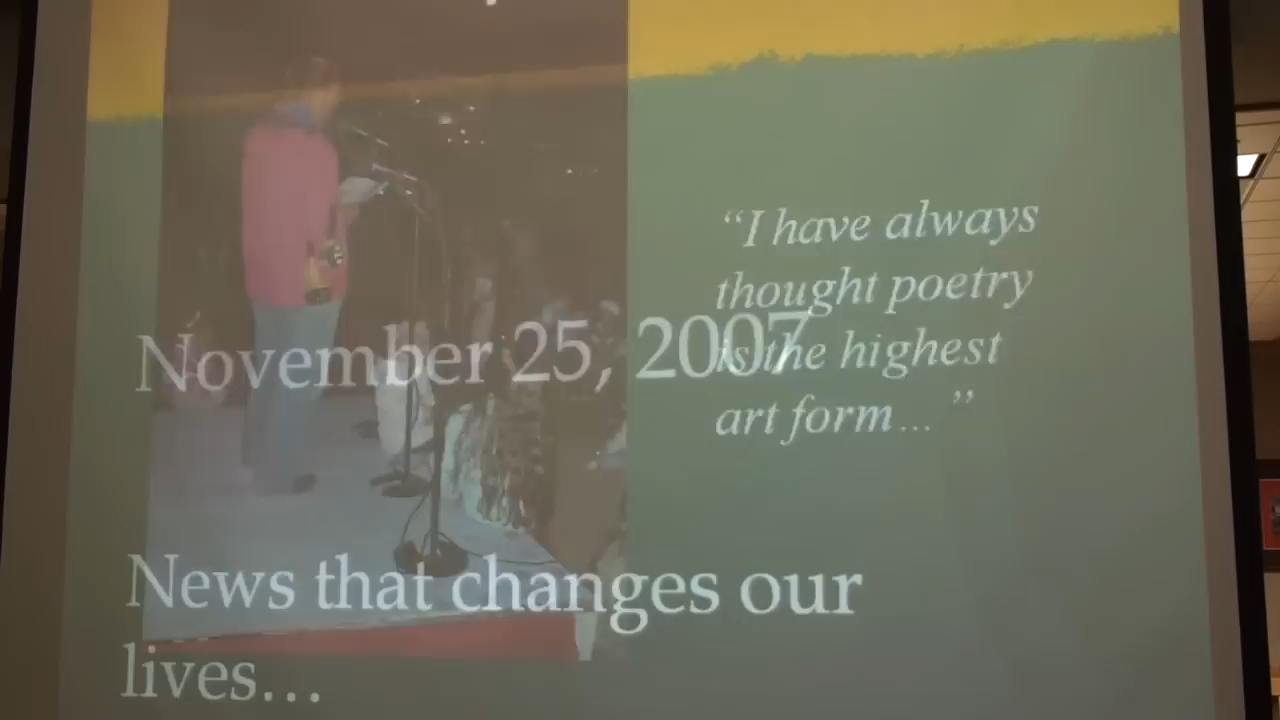 “I have always
thought poetry
is the highest
art form...”
November 25, 2007
News that changes our
lives...